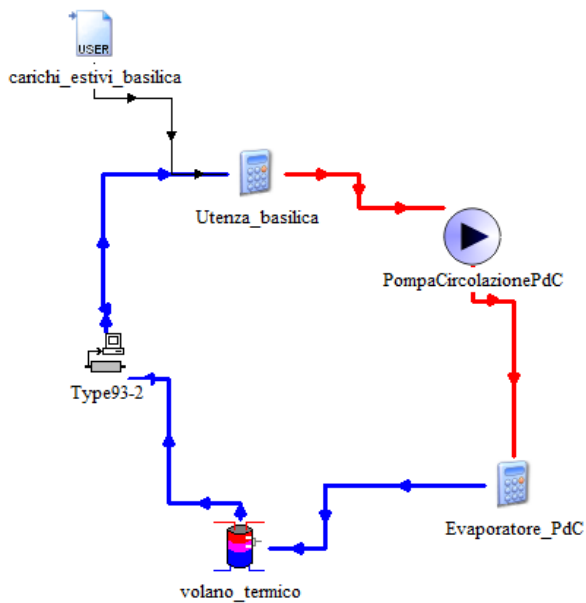 USER
carichi_estivi_basilica
Utenza_basilica
PompaCircolazionePdC
Type93-2
Evaporatore_PdC
volano_termico